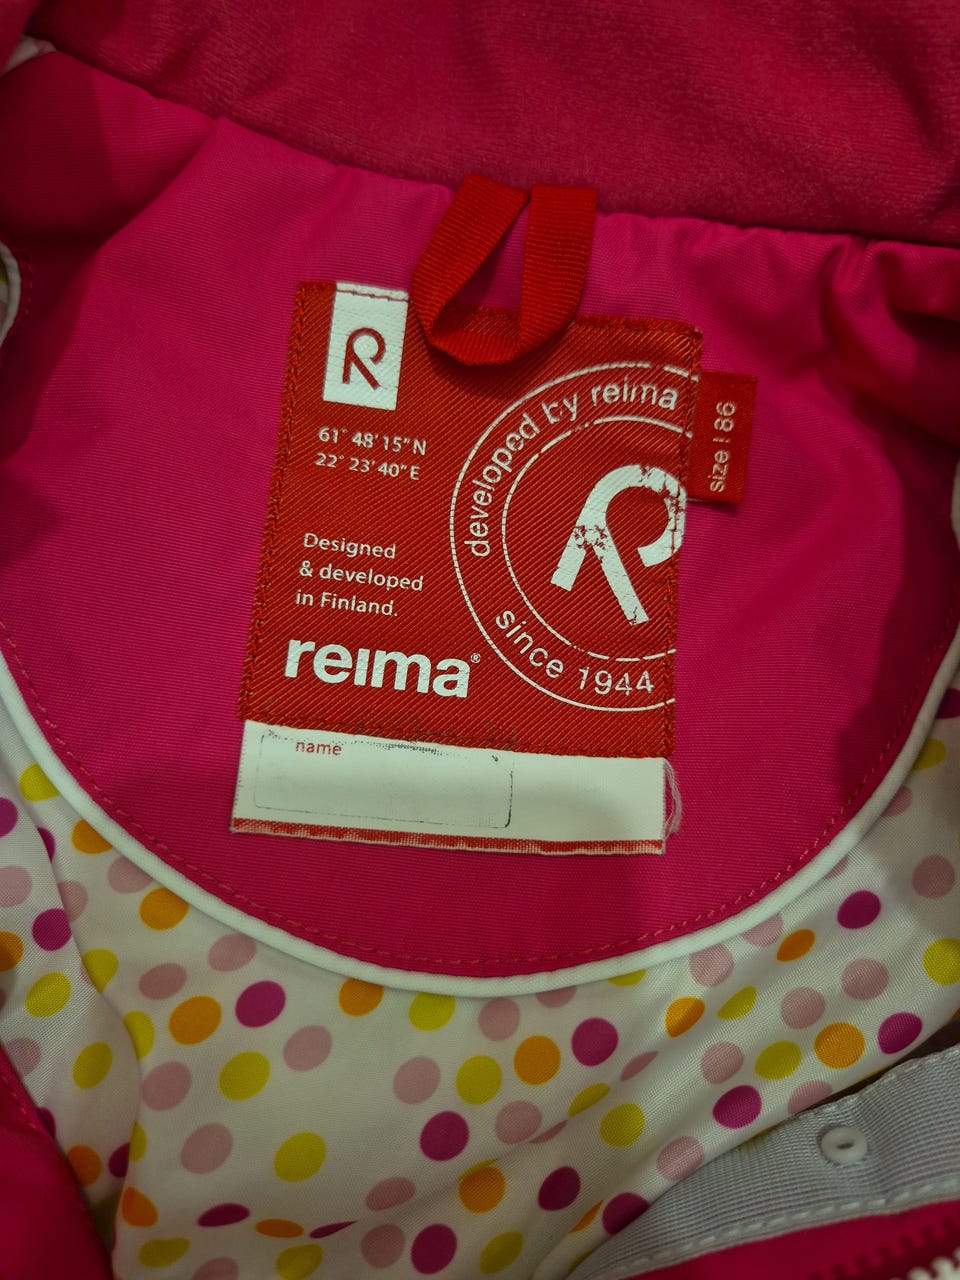 R
61° 48' 15" N
22° 23' 40" E
Designed
& developed
in Finland.
reima®
developed by reima
R
since 1944
size | 86
name